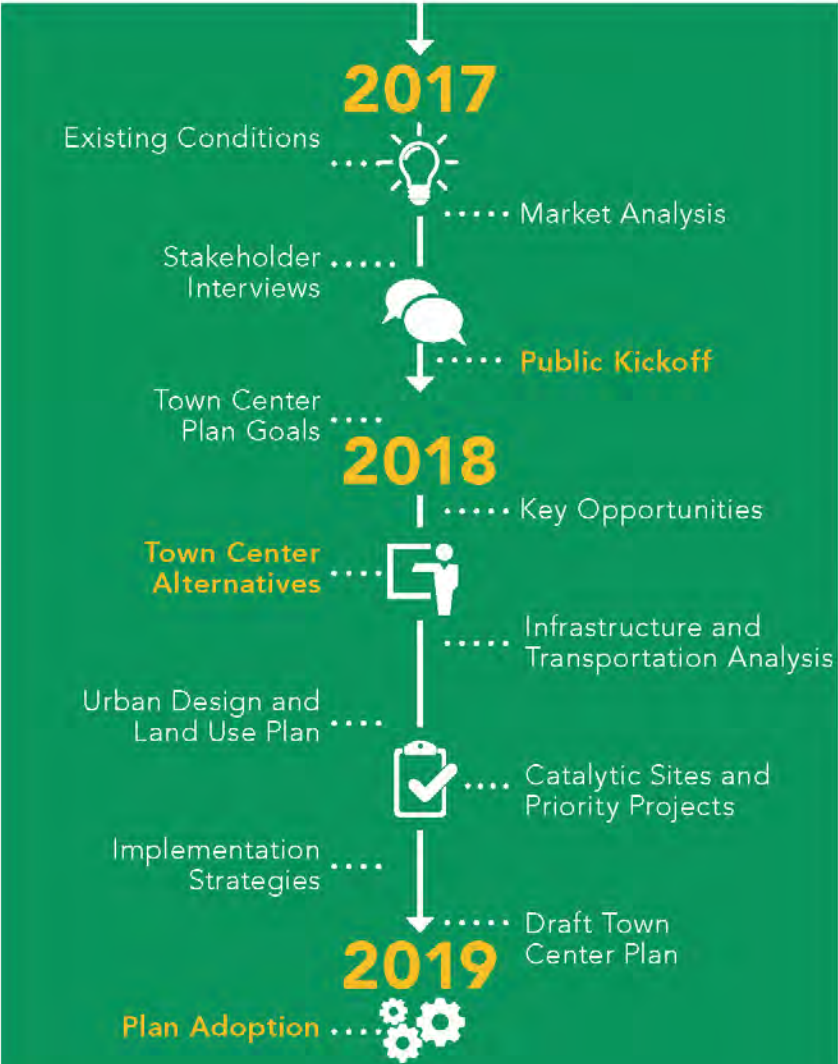 2017
Existing Conditions
Market Analysis
Stakeholder
Interviews
Public Kickoff
Town Center
Plan Goals
2018
Key Opportunities
Town Center
Alternatives
Infrastructure and
Transportation Analysis
Urban Design and
Land Use Plan
Catalytic Sites and
Priority Projects
Implementation
Strategies
Draft Town
Center Plan
2019
Plan Adoption